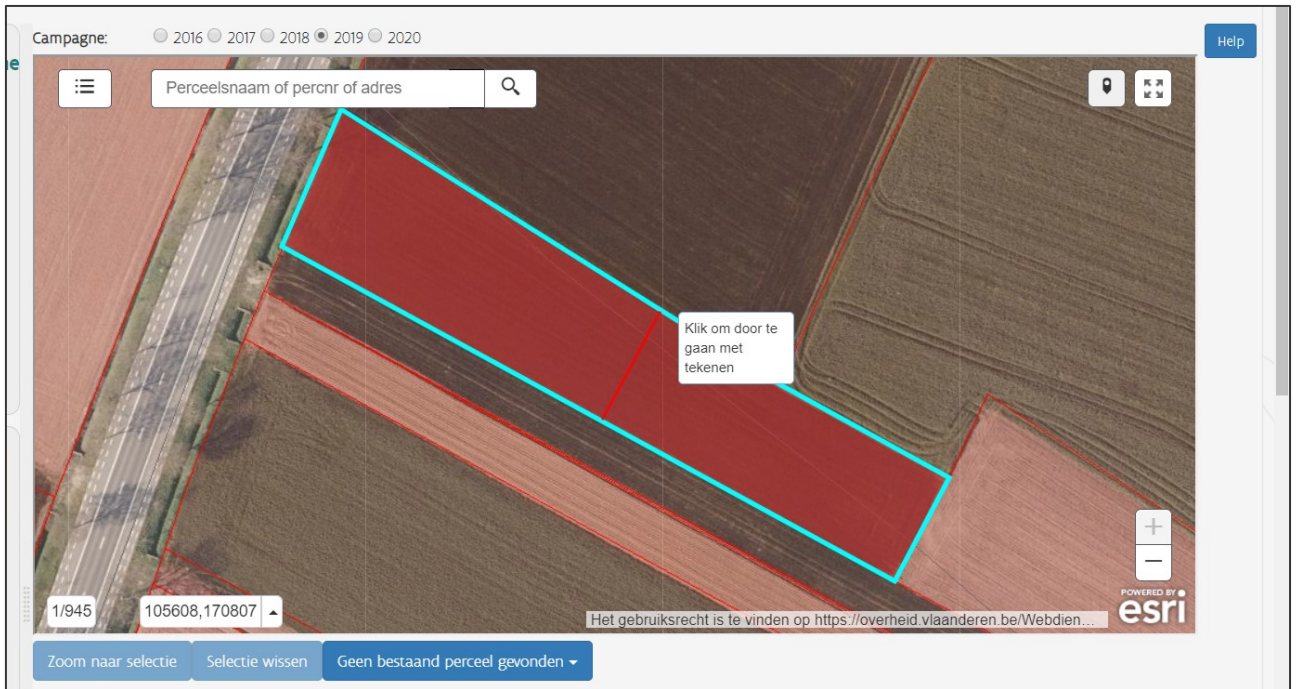 Campagne: 2016 2017 2018 2019 2020
Help
ne
Perceelsnaam of percnr of adres
Klik om door te
gaan met
tekenen
+
−
1/945
105608,170807
Het gebruiksrecht is te vinden op https://overheid.vlaanderen.be/Webdien...
POWERED BY
esri
Zoom naar selectie
Selectie wissen
Geen bestaand perceel gevonden